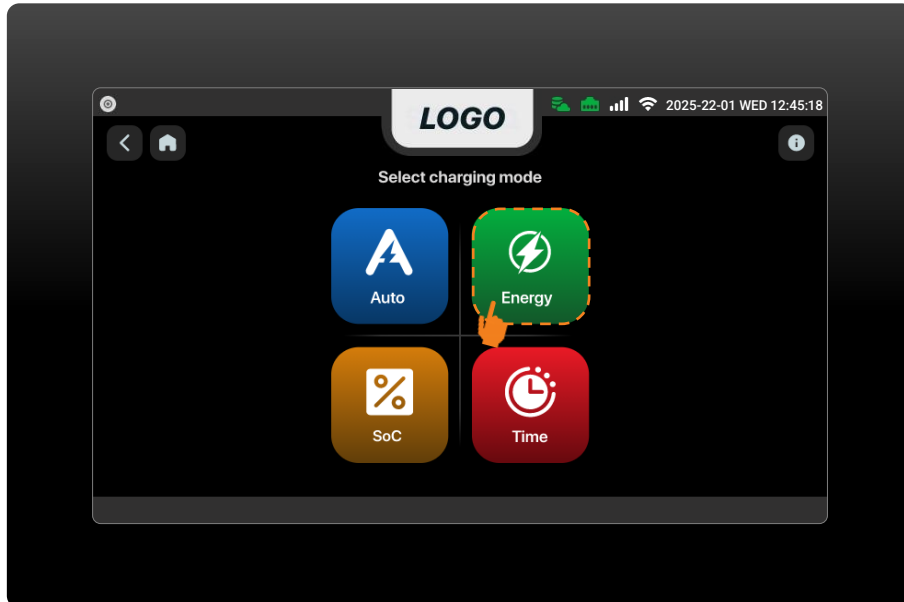 LOGO
2025-22-01 WED 12:45:18
Select charging mode
Auto
Energy
SoC
Time